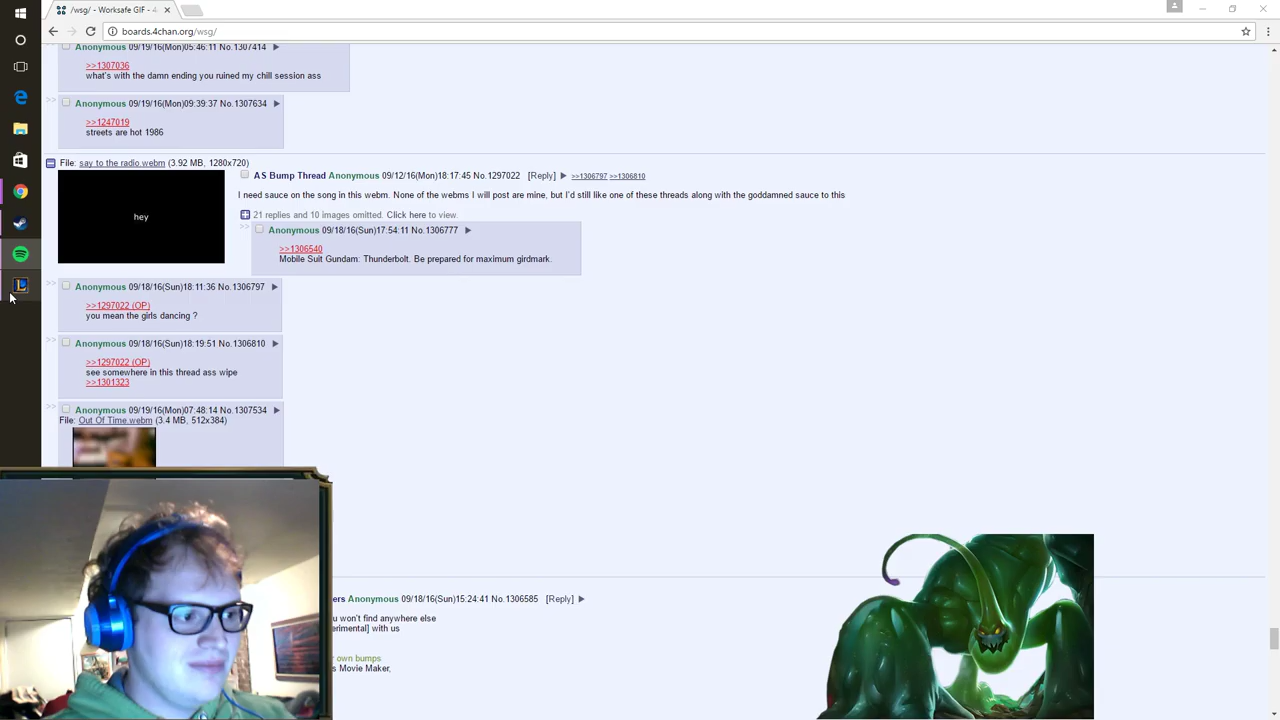 /wsg/ - Worksafe GIF - 4
boards.4chan.org/wsg/
Anonymous 09/19/16(Mon)05:46:11 No.1307414
>>1307036
what's with the damn ending you ruined my chill session ass
>> Anonymous 09/19/16(Mon)09:39:37 No.1307634
>>1247019
streets are hot 1986
File: say to the radio.webm (3.92 MB, 1280x720)
hey
AS Bump Thread Anonymous 09/12/16(Mon)18:17:45 No.1297022 [Reply] >>1306797 >>1306810
I need sauce on the song in this webm. None of the webms I will post are mine, but I'd still like one of these threads along with the goddamned sauce to this
21 replies and 10 images omitted. Click here to view.
>> Anonymous 09/18/16(Sun)17:54:11 No.1306777
>>1306540
Mobile Suit Gundam: Thunderbolt. Be prepared for maximum girdmark.
>> Anonymous 09/18/16(Sun)18:11:36 No.1306797
>>1297022 (OP)
you mean the girls dancing ?
>> Anonymous 09/18/16(Sun)18:19:51 No.1306810
>>1297022 (OP)
see somewhere in this thread ass wipe
>>1301323
>> Anonymous 09/19/16(Mon)07:48:14 No.1307534
File: Out Of Time.webm (3.4 MB, 512x384)
ers Anonymous 09/18/16(Sun)15:24:41 No.1306585 [Reply]
u won't find anywhere else
erimental] with us
own bumps
s Movie Maker,